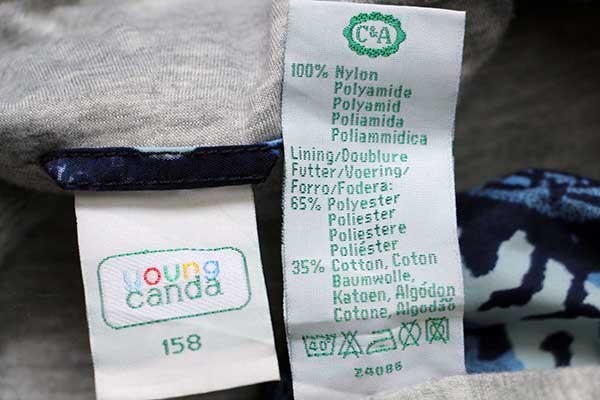 young
canda
158
C&A
100% Nylon
Polyamide
Polyamid
Poliamida
Poliammidica
Lining/Doublure
Futter/Voering/
Forro/Fodera:
65% Polyester
Poliester
Poliestere
Poliéster
35% Cotton, Coton
Baumwolle,
Katoen, Algodón
Cotone, Algodão
40°
24086